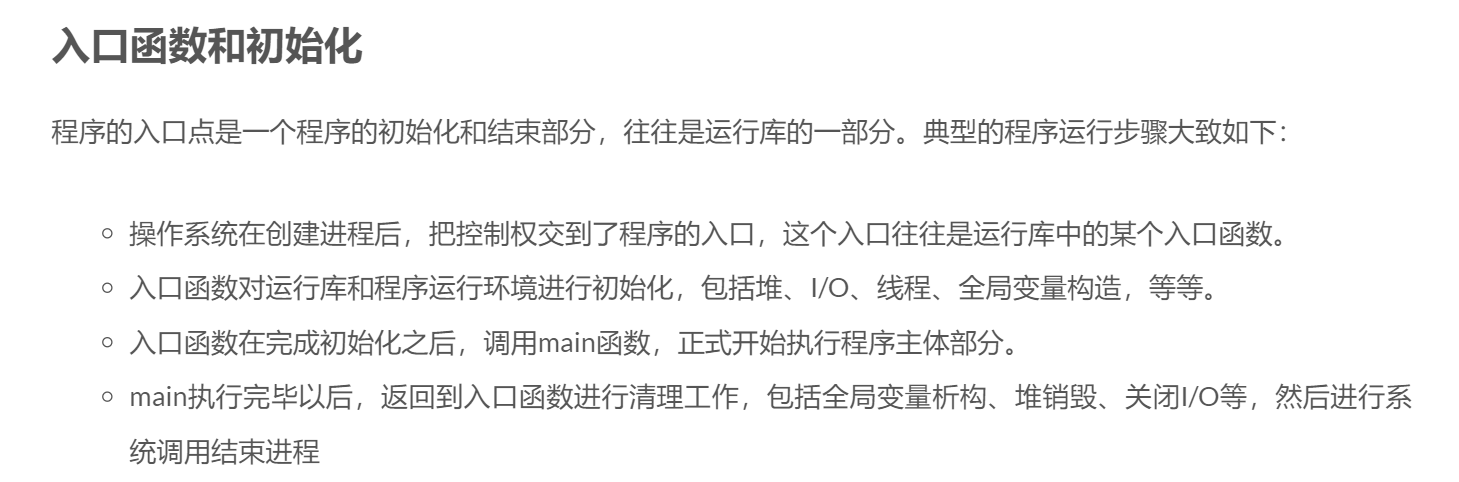 入口函数和初始化
程序的入口点是一个程序的初始化和结束部分，往往是运行库的一部分。典型的程序运行步骤大致如下：
操作系统在创建进程后，把控制权交到了程序的入口，这个入口往往是运行库中的某个入口函数。
入口函数对运行库和程序运行环境进行初始化，包括堆、I/O、线程、全局变量构造，等等。
入口函数在完成初始化之后，调用main函数，正式开始执行程序主体部分。
main执行完毕以后，返回到入口函数进行清理工作，包括全局变量析构、堆销毁、关闭I/O等，然后进行系
统调用结束进程